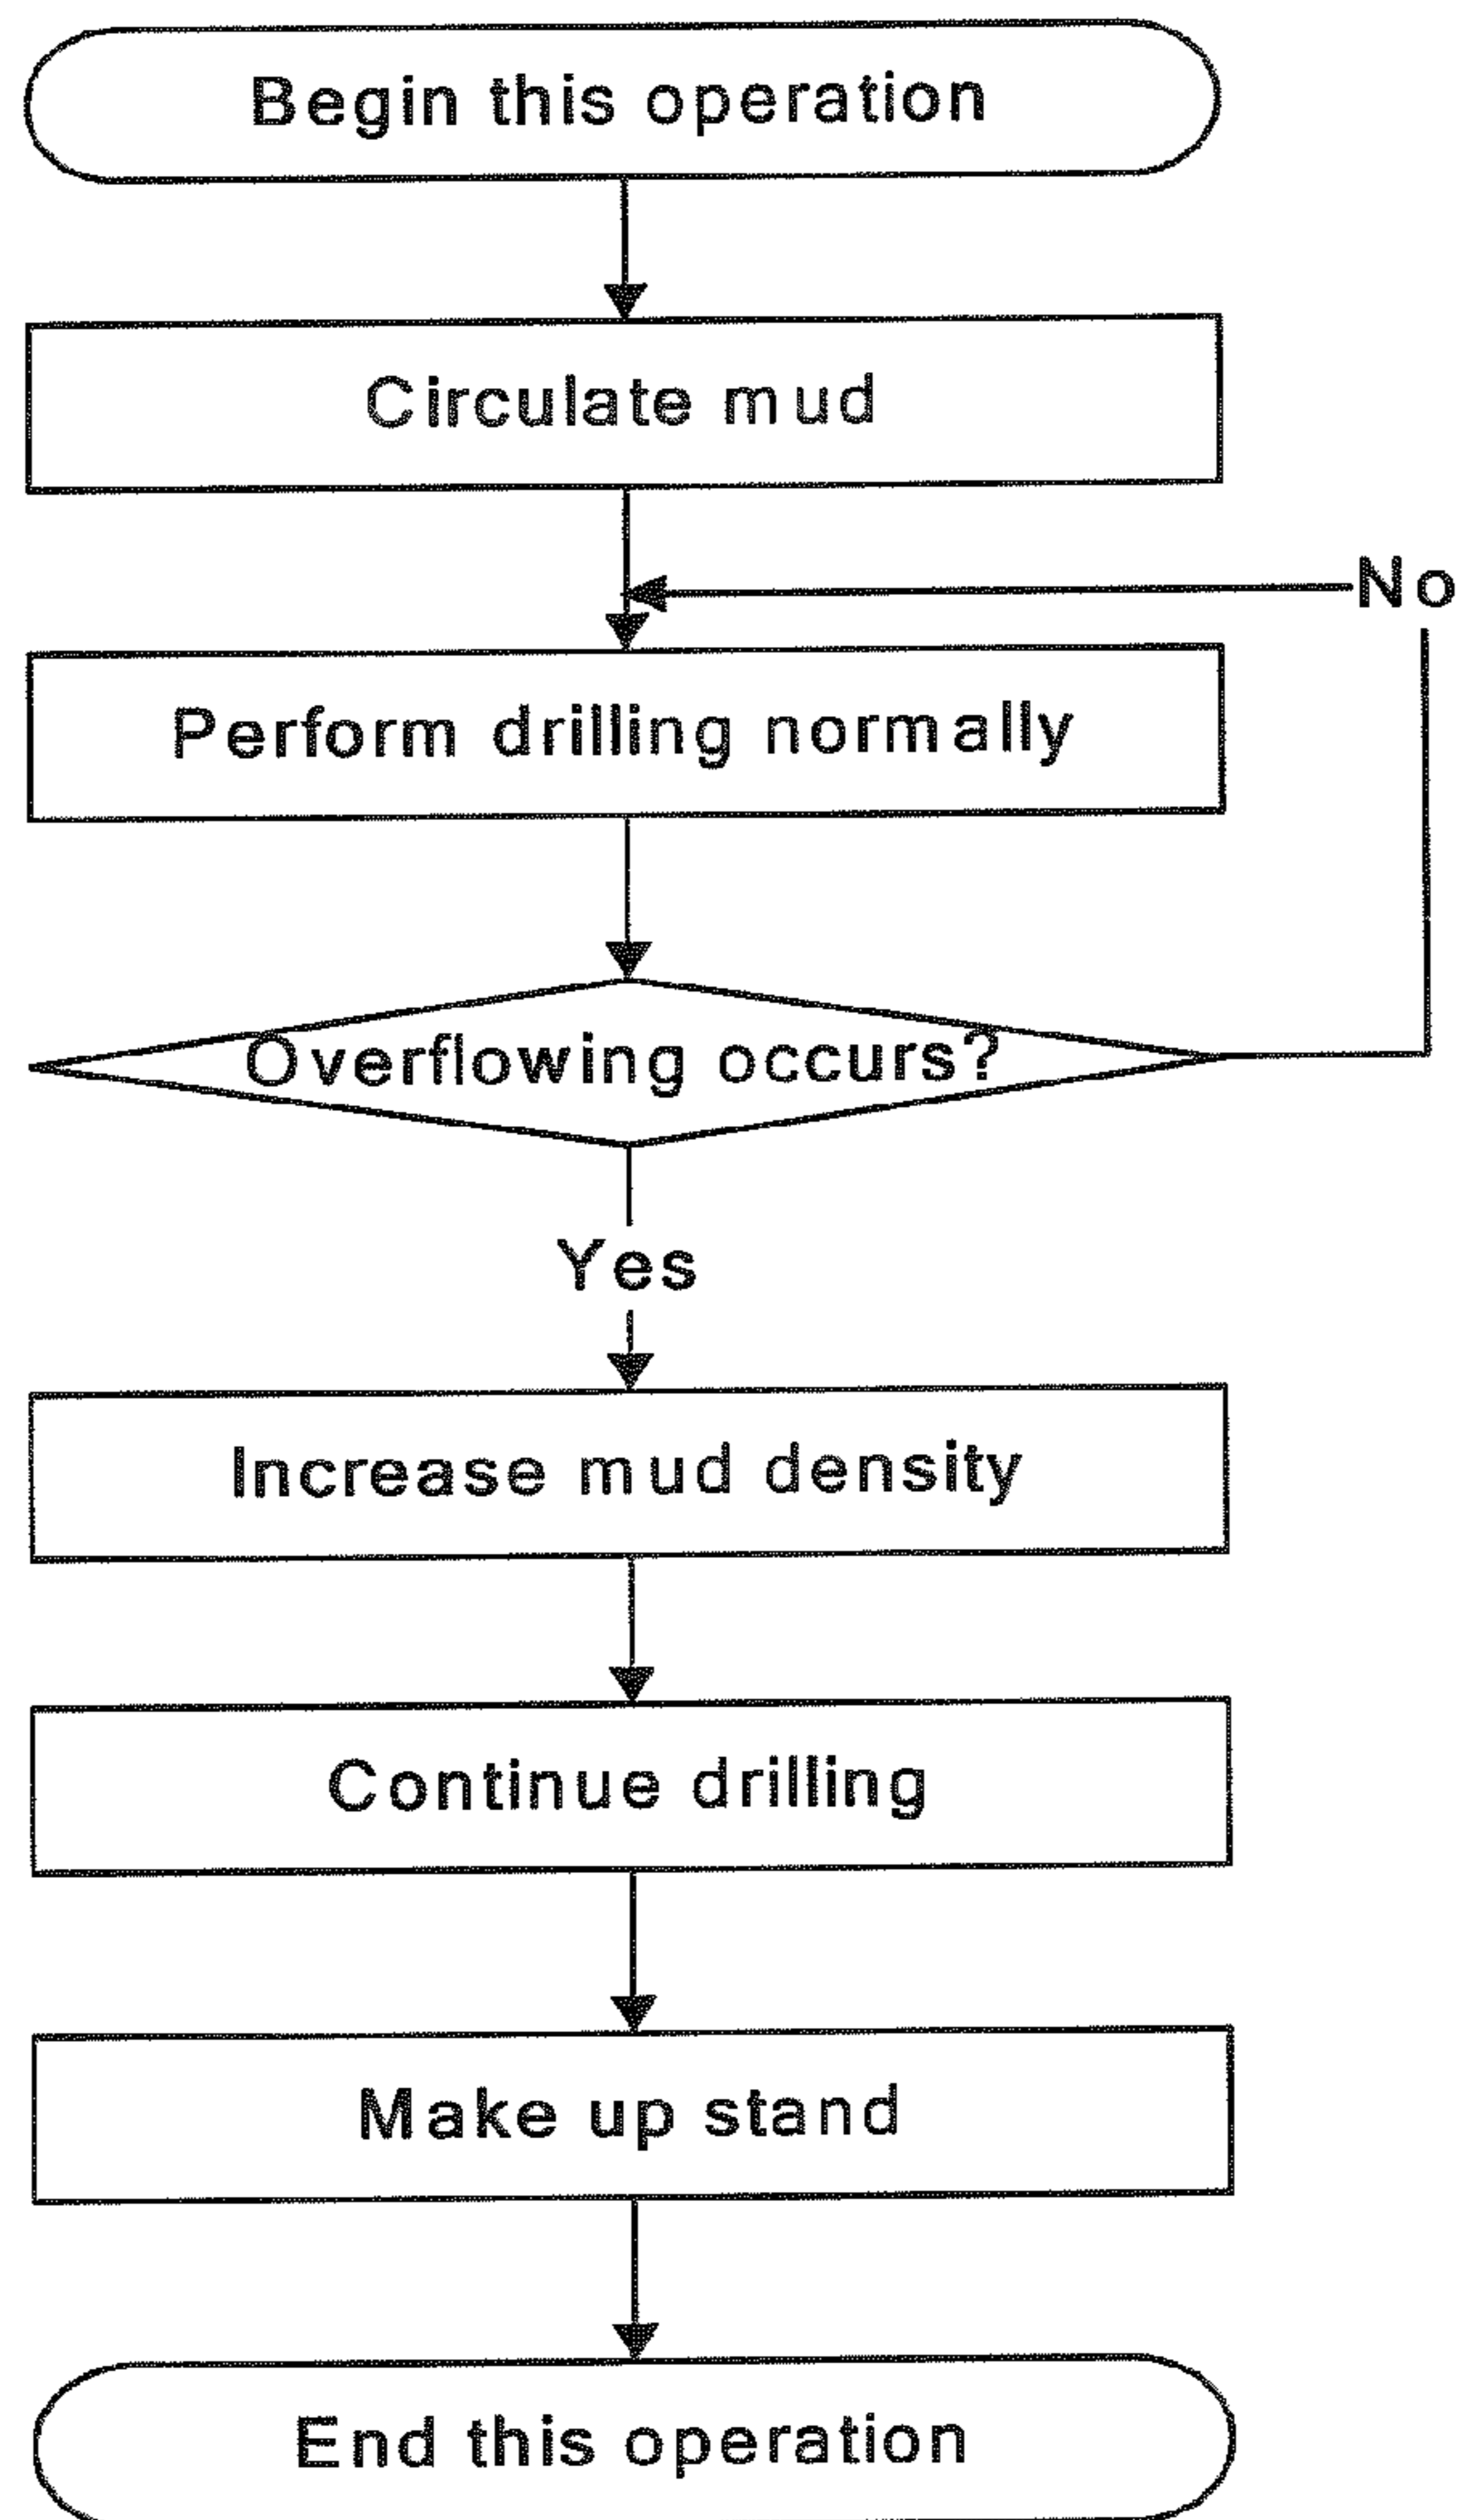 Begin this operation
Circulate mud
No
Perform drilling normally
Overflowing occurs?
Yes
Increase mud density
Continue drilling
Make up stand
End this operation